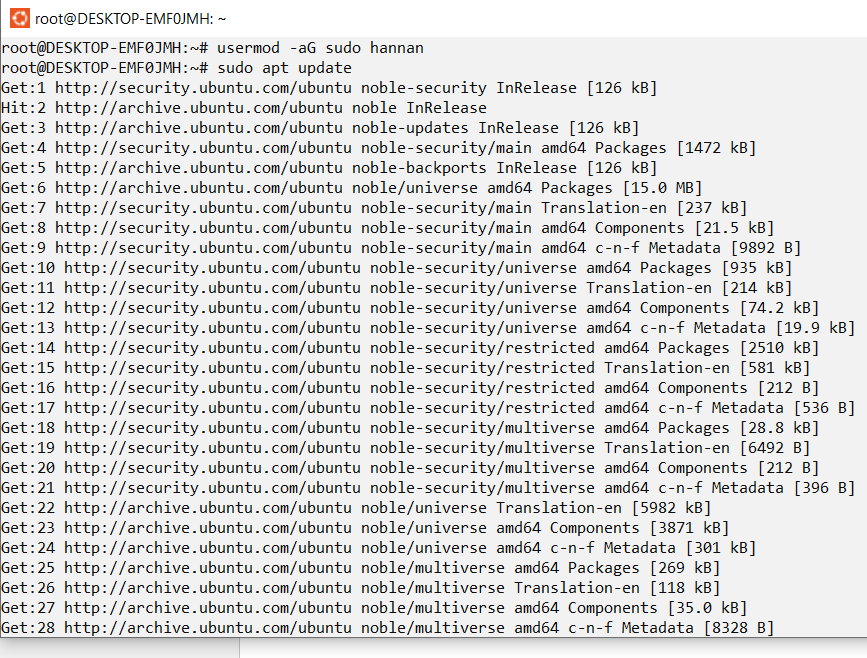 root@DESKTOP-EMF0JMH: ~
root@DESKTOP-EMF0JMH:~# usermod -aG sudo hannan
root@DESKTOP-EMF0JMH:~# sudo apt update
Get:1 http://security.ubuntu.com/ubuntu noble-security InRelease [126 kB]
Hit:2 http://archive.ubuntu.com/ubuntu noble InRelease
Get:3 http://archive.ubuntu.com/ubuntu noble-updates InRelease [126 kB]
Get:4 http://security.ubuntu.com/ubuntu noble-security/main amd64 Packages [1472 kB]
Get:5 http://archive.ubuntu.com/ubuntu noble-backports InRelease [126 kB]
Get:6 http://archive.ubuntu.com/ubuntu noble/universe amd64 Packages [15.0 MB]
Get:7 http://security.ubuntu.com/ubuntu noble-security/main Translation-en [237 kB]
Get:8 http://security.ubuntu.com/ubuntu noble-security/main amd64 Components [21.5 kB]
Get:9 http://security.ubuntu.com/ubuntu noble-security/main amd64 c-n-f Metadata [9892 B]
Get:10 http://security.ubuntu.com/ubuntu noble-security/universe amd64 Packages [935 kB]
Get:11 http://security.ubuntu.com/ubuntu noble-security/universe Translation-en [214 kB]
Get:12 http://security.ubuntu.com/ubuntu noble-security/universe amd64 Components [74.2 kB]
Get:13 http://security.ubuntu.com/ubuntu noble-security/universe amd64 c-n-f Metadata [19.9 kB]
Get:14 http://security.ubuntu.com/ubuntu noble-security/restricted amd64 Packages [2510 kB]
Get:15 http://security.ubuntu.com/ubuntu noble-security/restricted Translation-en [581 kB]
Get:16 http://security.ubuntu.com/ubuntu noble-security/restricted amd64 Components [212 B]
Get:17 http://security.ubuntu.com/ubuntu noble-security/restricted amd64 c-n-f Metadata [536 B]
Get:18 http://security.ubuntu.com/ubuntu noble-security/multiverse amd64 Packages [28.8 kB]
Get:19 http://security.ubuntu.com/ubuntu noble-security/multiverse Translation-en [6492 B]
Get:20 http://security.ubuntu.com/ubuntu noble-security/multiverse amd64 Components [212 B]
Get:21 http://security.ubuntu.com/ubuntu noble-security/multiverse amd64 c-n-f Metadata [396 B]
Get:22 http://archive.ubuntu.com/ubuntu noble/universe Translation-en [5982 kB]
Get:23 http://archive.ubuntu.com/ubuntu noble/universe amd64 Components [3871 kB]
Get:24 http://archive.ubuntu.com/ubuntu noble/universe amd64 c-n-f Metadata [301 kB]
Get:25 http://archive.ubuntu.com/ubuntu noble/multiverse amd64 Packages [269 kB]
Get:26 http://archive.ubuntu.com/ubuntu noble/multiverse Translation-en [118 kB]
Get:27 http://archive.ubuntu.com/ubuntu noble/multiverse amd64 Components [35.0 kB]
Get:28 http://archive.ubuntu.com/ubuntu noble/multiverse amd64 c-n-f Metadata [8328 B]